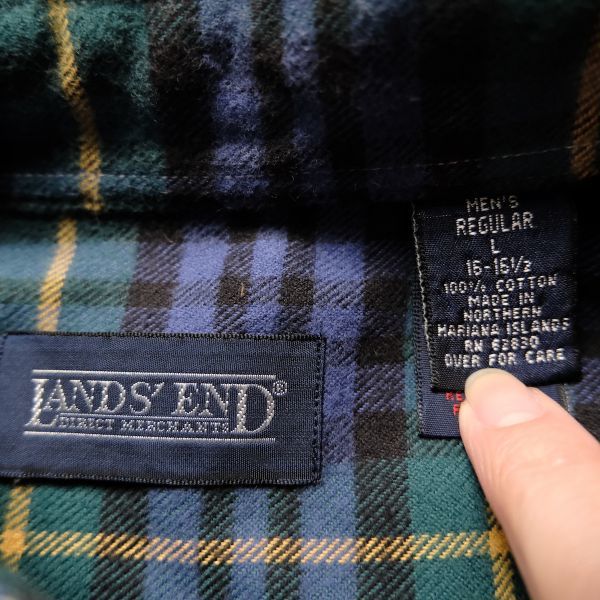 LANDS' END®
DIRECT MERCHANTS
MEN'S
REGULAR
L
16-16½
100% COTTON
MADE IN
NORTHERN
MARIANA ISLANDS
RN 62830
OVER FOR CARE